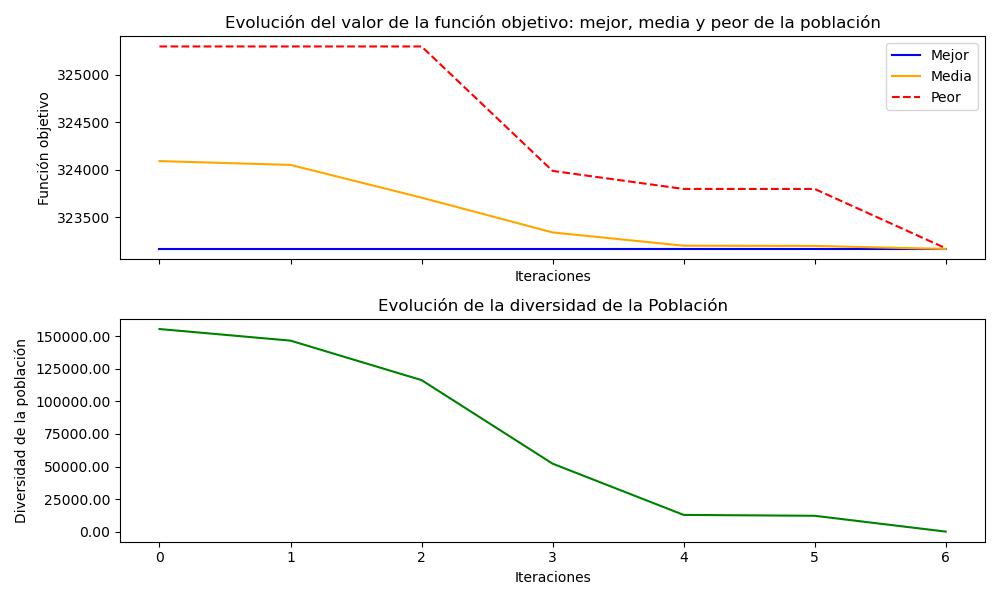 Evolución del valor de la función objetivo: mejor, media y peor de la población
Función objetivo
325000
324500
324000
323500
Mejor
Media
Peor
Iteraciones
Evolución de la diversidad de la Población
Diversidad de la población
150000.00
125000.00
100000.00
75000.00
50000.00
25000.00
0.00
0 1 2 3 4 5 6
Iteraciones